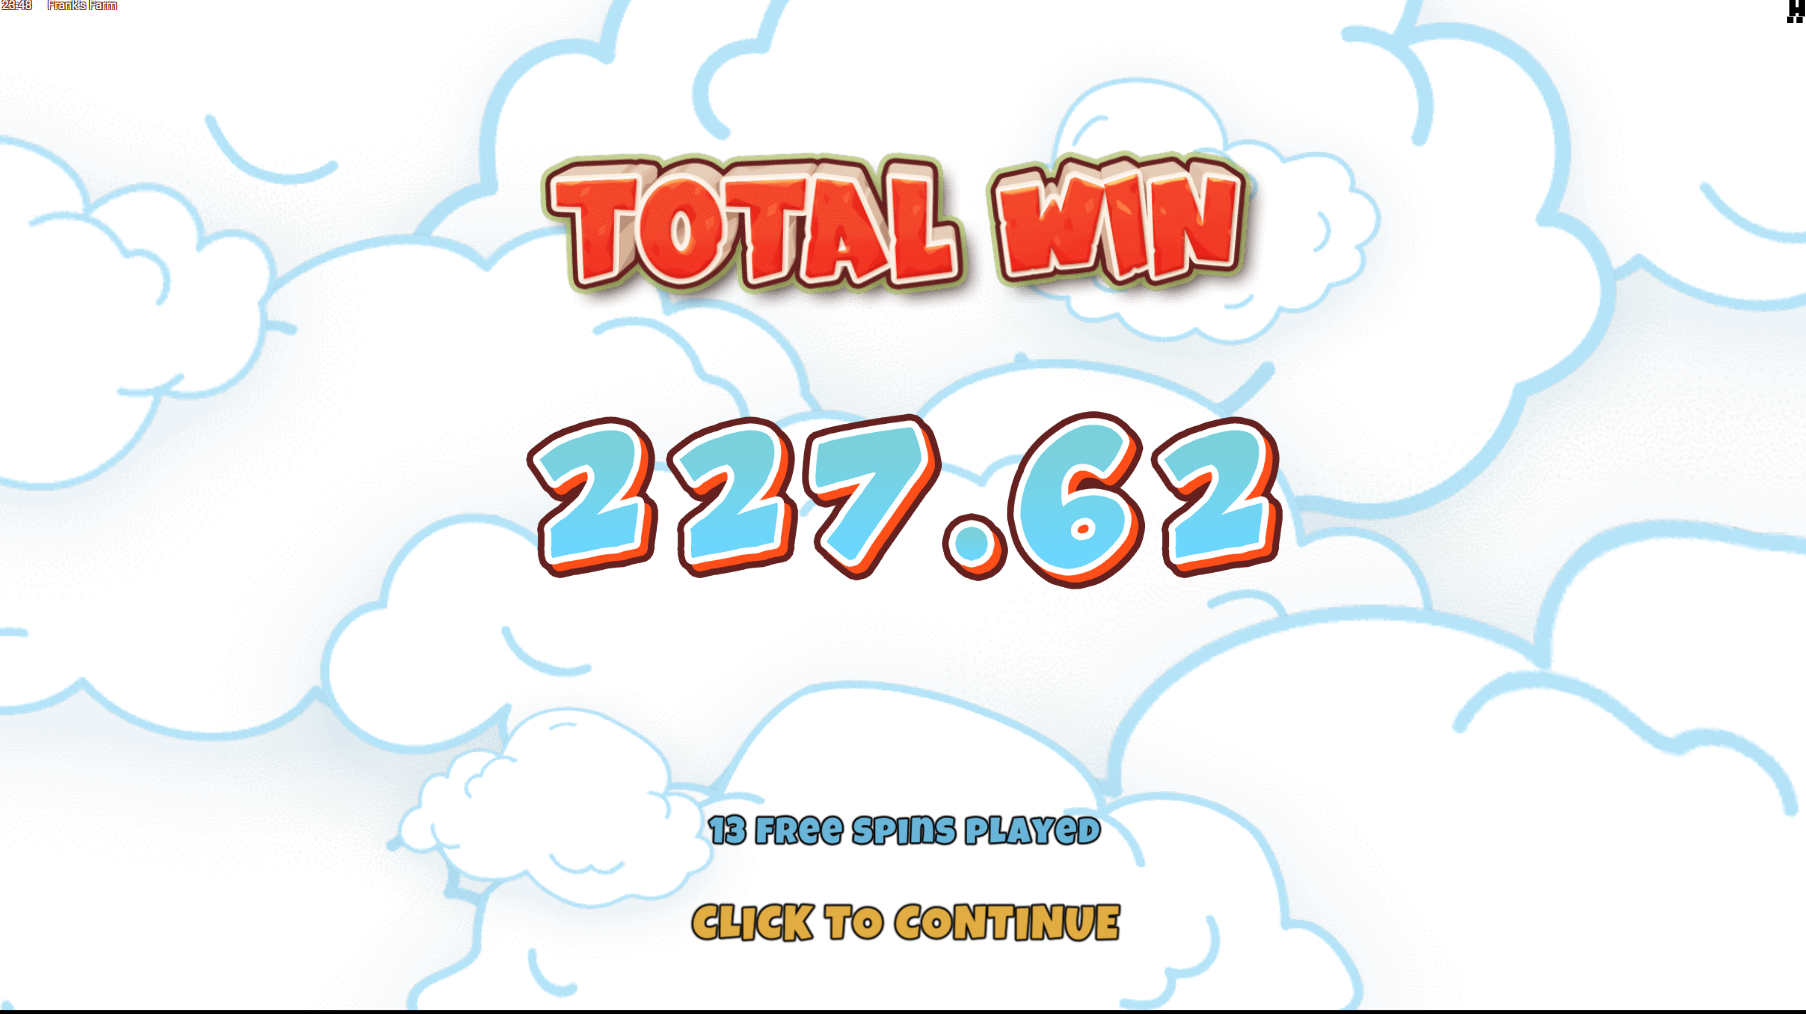 23:48 Frank's Farm
TOTAL WIN
227.62
13 FREE SPINS PLAYED
CLICK TO CONTINUE